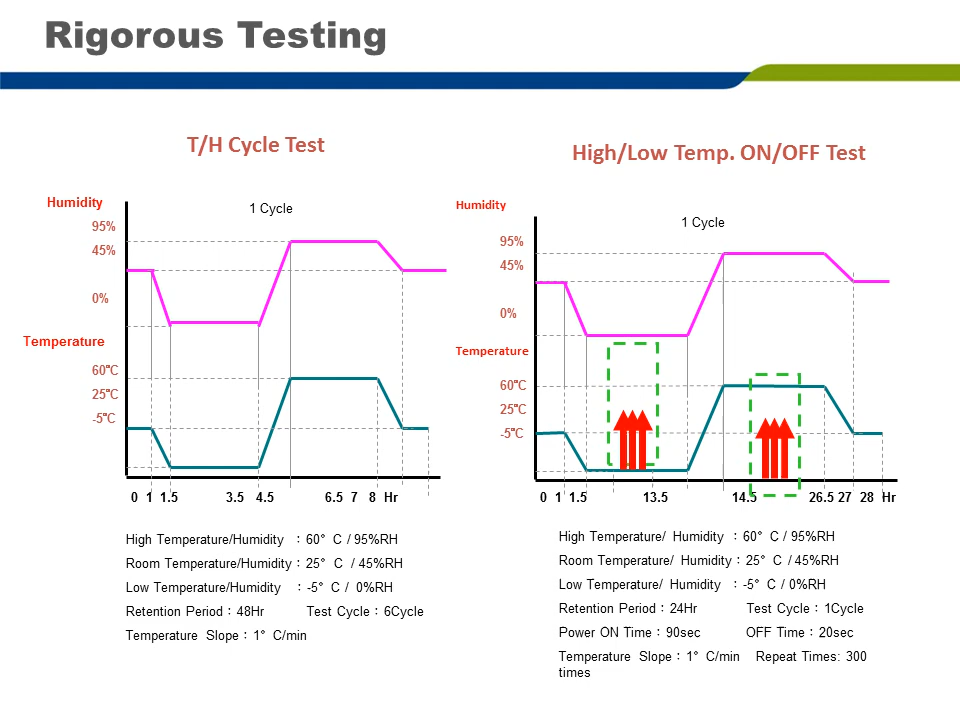 Rigorous Testing
T/H Cycle Test
Humidity
1 Cycle
95%
45%
0%
Temperature
60℃
25℃
-5℃
0 1 1.5 3.5 4.5 6.5 7 8 Hr
High Temperature/Humidity ：60° C / 95%RH
Room Temperature/Humidity：25° C / 45%RH
Low Temperature/Humidity ：-5° C / 0%RH
Retention Period：48Hr Test Cycle：6Cycle
Temperature Slope：1° C/min
High/Low Temp. ON/OFF Test
Humidity
1 Cycle
95%
45%
0%
Temperature
60℃
25℃
-5℃
0 1 1.5 13.5 14.5 26.5 27 28 Hr
High Temperature/ Humidity ：60° C / 95%RH
Room Temperature/ Humidity：25° C / 45%RH
Low Temperature/ Humidity ：-5° C / 0%RH
Retention Period：24Hr Test Cycle：1Cycle
Power ON Time：90sec OFF Time：20sec
Temperature Slope：1° C/min Repeat Times: 300
times